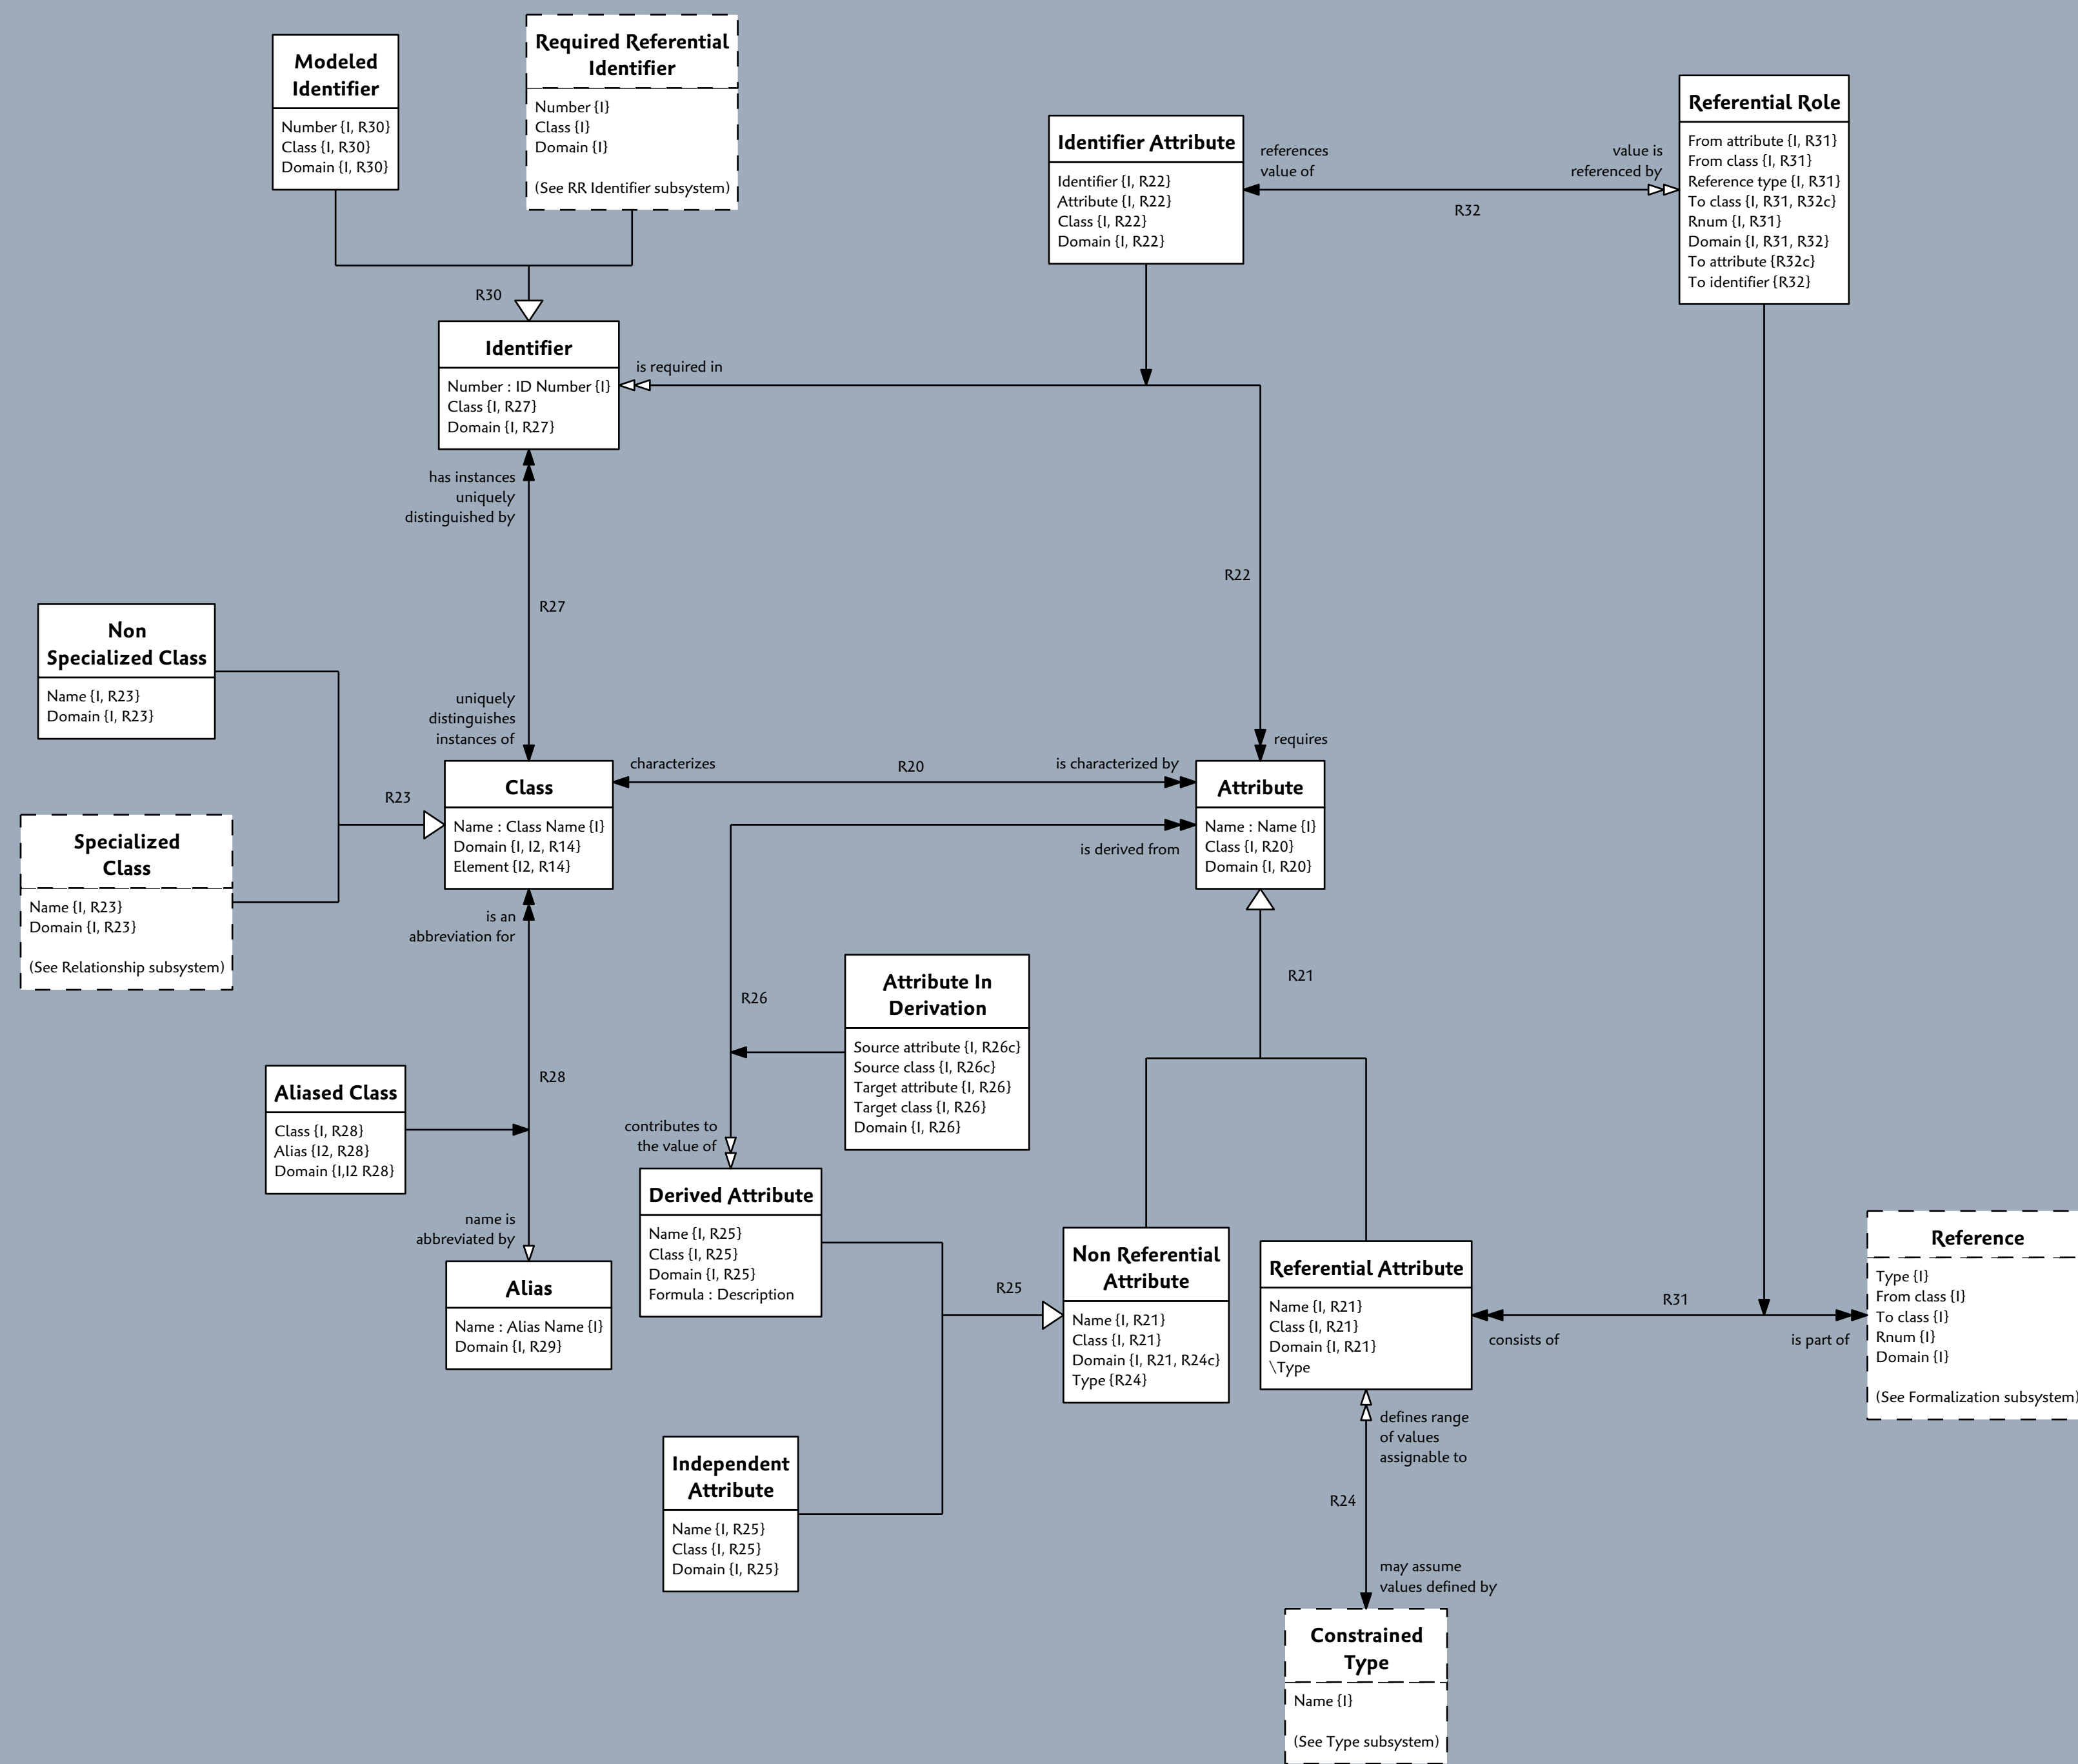 Modeled
Identifier
Number {I, R30}
Class {I, R30}
Domain {I, R30}
Required Referential
Identifier
Number {I}
Class {I}
Domain {I}
(See RR Identifier subsystem)
Identifier Attribute
Identifier {I, R22}
Attribute {I, R22}
Class {I, R22}
Domain {I, R22}
references
value of
value is
referenced by
R32
Referential Role
From attribute {I, R31}
From class {I, R31}
Reference type {I, R31}
To class {I, R31, R32c}
Rnum {I, R31}
Domain {I, R31, R32}
To attribute {R32c}
To identifier {R32}
R30
Identifier
Number : ID Number {I}
Class {I, R27}
Domain {I, R27}
is required in
has instances
uniquely
distinguished by
R27
R22
uniquely
distinguishes
instances of
requires
Non
Specialized Class
Name {I, R23}
Domain {I, R23}
Specialized
Class
Name {I, R23}
Domain {I, R23}
(See Relationship subsystem)
R23
Class
Name : Class Name {I}
Domain {I, I2, R14}
Element {I2, R14}
characterizes
R20
is characterized by
Attribute
Name : Name {I}
Class {I, R20}
Domain {I, R20}
is derived from
is an
abbreviation for
R28
R26
Attribute In
Derivation
Source attribute {I, R26c}
Source class {I, R26c}
Target attribute {I, R26}
Target class {I, R26}
Domain {I, R26}
R21
Aliased Class
Class {I, R28}
Alias {I2, R28}
Domain {I,I2 R28}
name is
abbreviated by
Alias
Name : Alias Name {I}
Domain {I, R29}
contributes to
the value of
Derived Attribute
Name {I, R25}
Class {I, R25}
Domain {I, R25}
Formula : Description
R25
Non Referential
Attribute
Name {I, R21}
Class {I, R21}
Domain {I, R21, R24c}
Type {R24}
Referential Attribute
Name {I, R21}
Class {I, R21}
Domain {I, R21}
\Type
consists of
R31
is part of
Reference
Type {I}
From class {I}
To class {I}
Rnum {I}
Domain {I}
(See Formalization subsystem)
Independent
Attribute
Name {I, R25}
Class {I, R25}
Domain {I, R25}
defines range
of values
assignable to
R24
may assume
values defined by
Constrained
Type
Name {I}
(See Type subsystem)